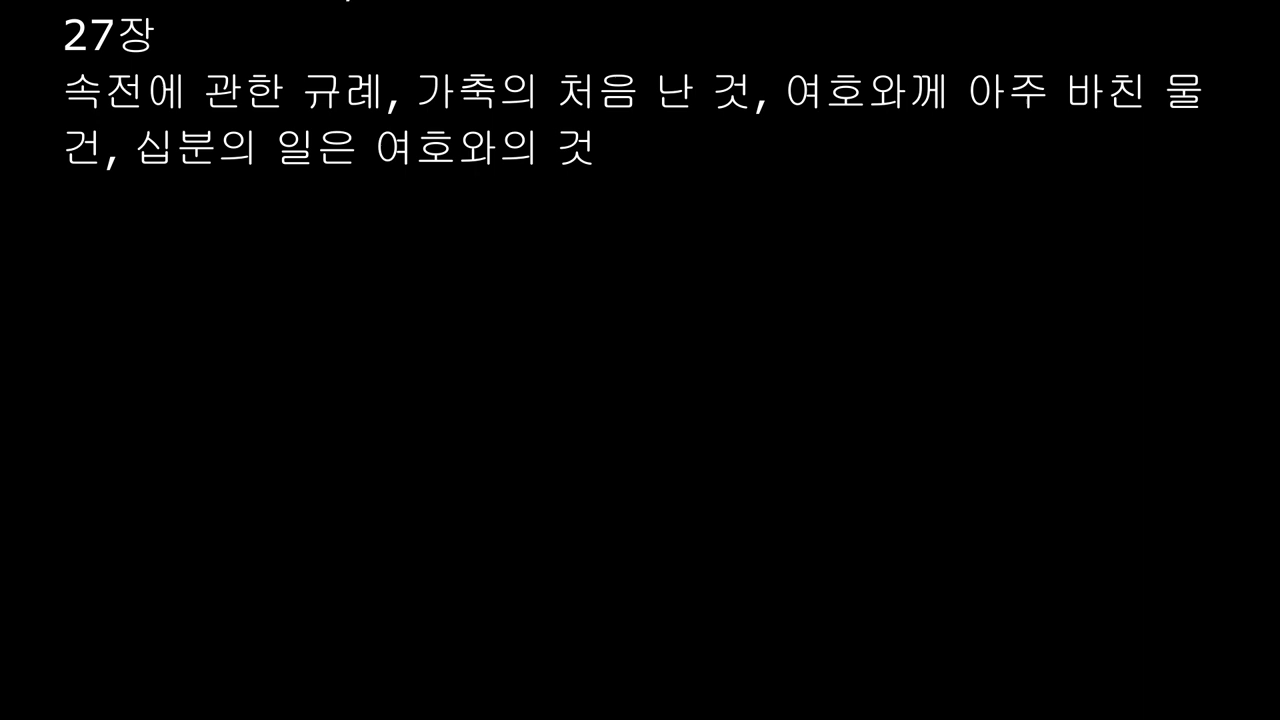 27장
속전에 관한 규례, 가축의 처음 난 것, 여호와께 아주 바친 물
건, 십분의 일은 여호와의 것